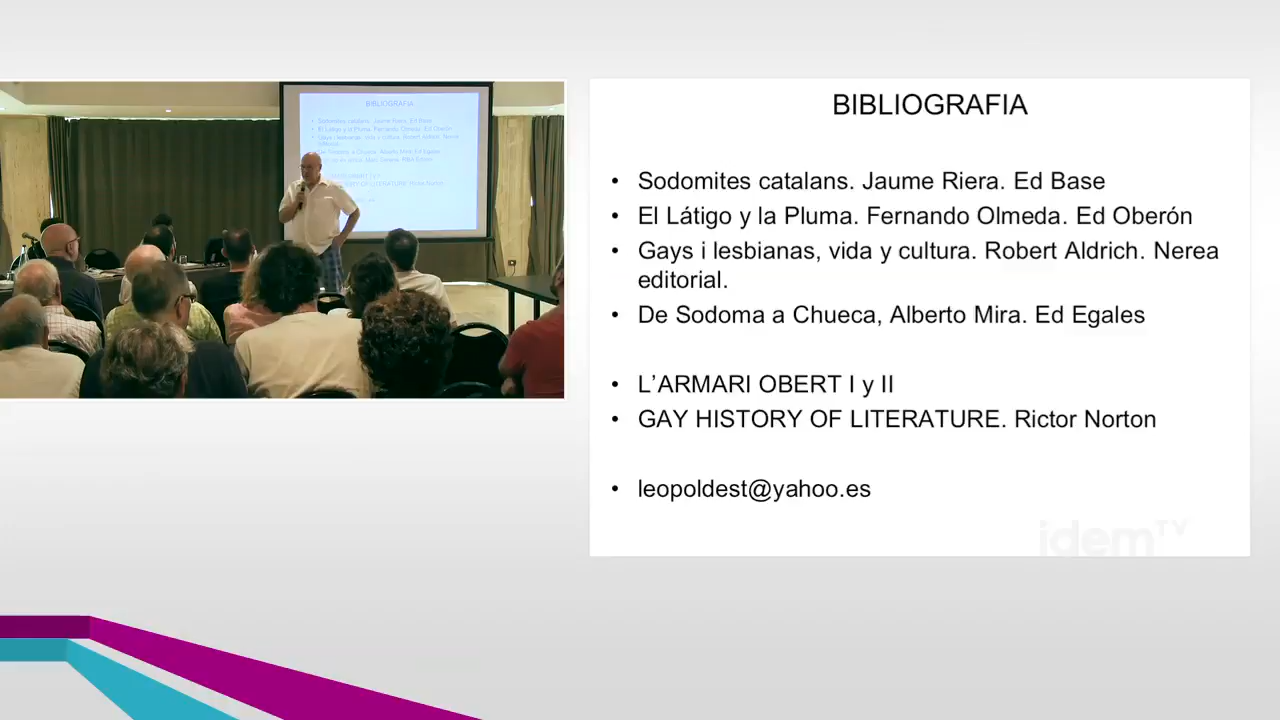 BIBLIOGRAFIA
• Sodomites catalans. Jaume Riera. Ed Base
• El Látigo y la Pluma. Fernando Olmeda. Ed Oberón
• Gays i lesbianas, vida y cultura. Robert Aldrich. Nerea
editorial.
• De Sodoma a Chueca, Alberto Mira. Ed Egales
• L’ARMARI OBERT I y II
• GAY HISTORY OF LITERATURE. Rictor Norton
• leopoldest@yahoo.es
idemTV
BIBLIOGRAFIA